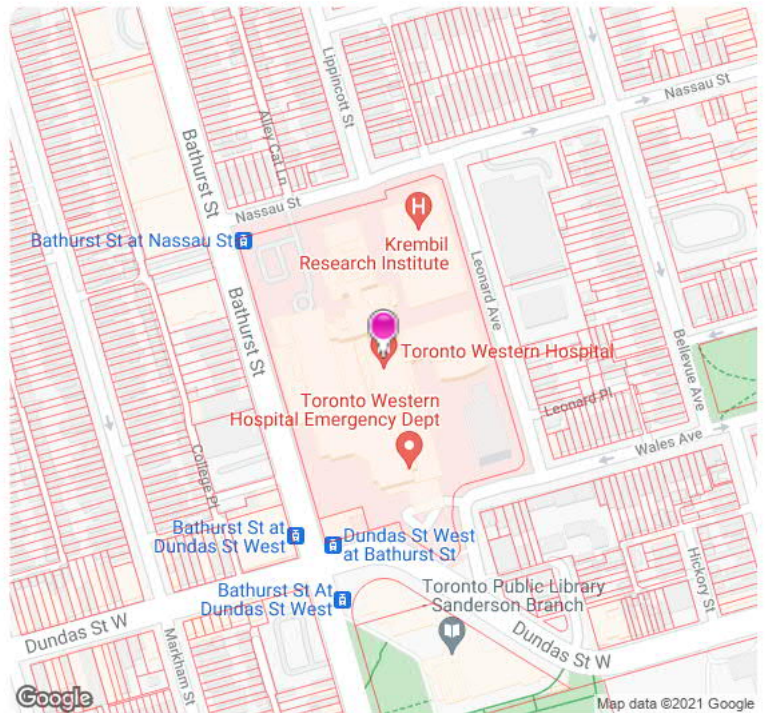 Lippincott St
Nassau St
Alley Cat Ln
Bathurst St
Nassau St
Bathurst St at Nassau St
Krembil
Research Institute
Leonard Ave
Bathurst St
Toronto Western Hospital
Bellevue Ave
Toronto Western
Hospital Emergency Dept
Leonard Pl
Wales Ave
College Pl
Bathurst St at
Dundas St West
Dundas St West
at Bathurst St
Hickory St
Bathurst St At
Dundas St West
Toronto Public Library
Sanderson Branch
Dundas St W
Markham St
Dundas St W
Google
Map data ©2021 Google
H